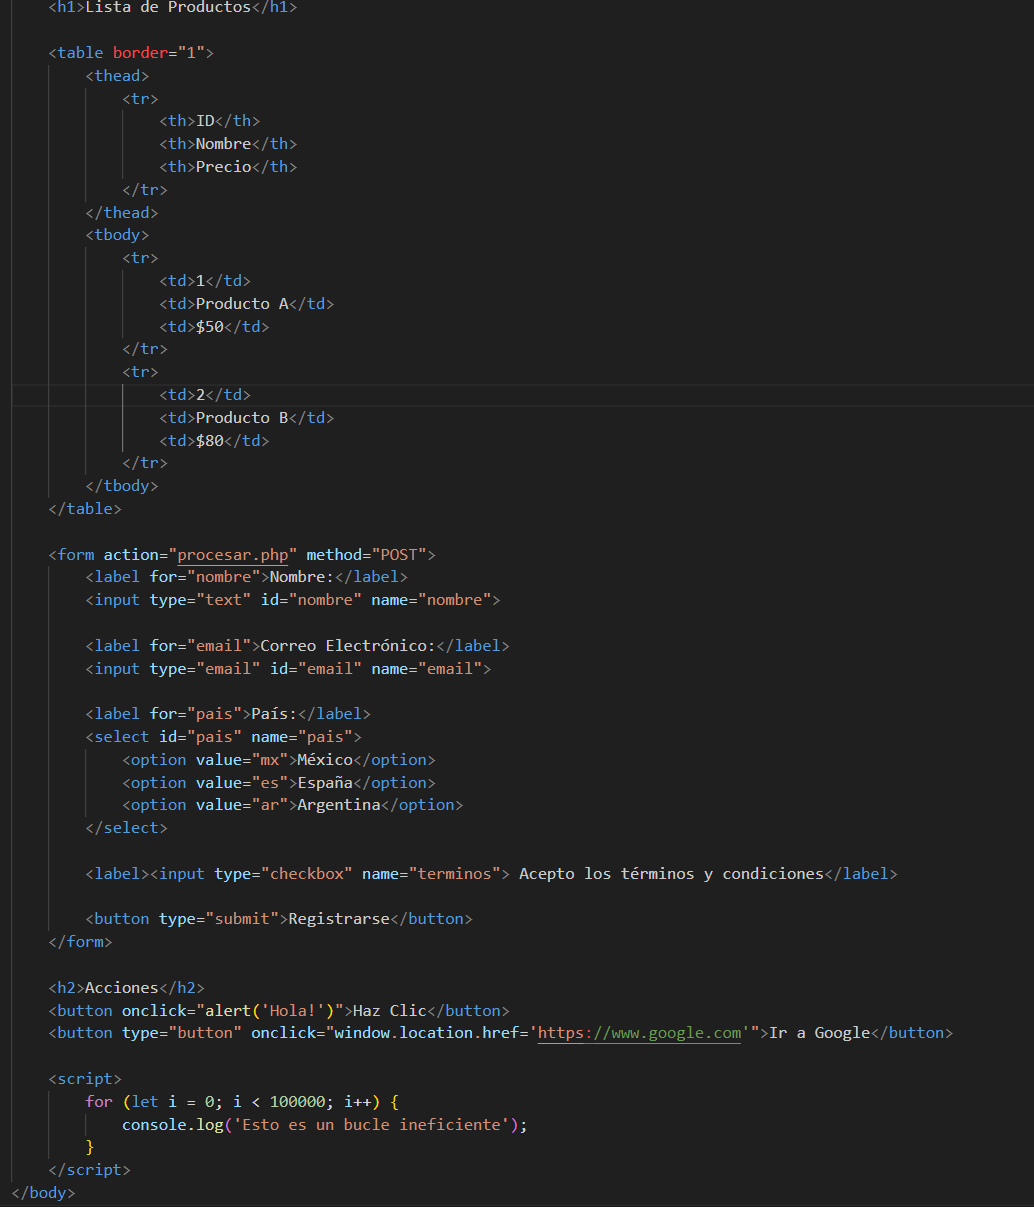 <h1>Lista de Productos</h1>
<table border="1">
<thead>
<tr>
<th>ID</th>
<th>Nombre</th>
<th>Precio</th>
</tr>
</thead>
<tbody>
<tr>
<td>1</td>
<td>Producto A</td>
<td>$50</td>
</tr>
<tr>
<td>2</td>
<td>Producto B</td>
<td>$80</td>
</tr>
</tbody>
</table>
<form action="procesar.php" method="POST">
<label for="nombre">Nombre:</label>
<input type="text" id="nombre" name="nombre">
<label for="email">Correo Electrónico:</label>
<input type="email" id="email" name="email">
<label for="pais">País:</label>
<select id="pais" name="pais">
<option value="mx">México</option>
<option value="es">España</option>
<option value="ar">Argentina</option>
</select>
<label><input type="checkbox" name="terminos"> Acepto los términos y condiciones</label>
<button type="submit">Registrarse</button>
</form>
<h2>Acciones</h2>
<button onclick="alert('Hola!')">Haz Clic</button>
<button type="button" onclick="window.location.href='https://www.google.com'">Ir a Google</button>
<script>
for (let i = 0; i < 100000; i++) {
console.log('Esto es un bucle ineficiente');
}
</script>
</body>